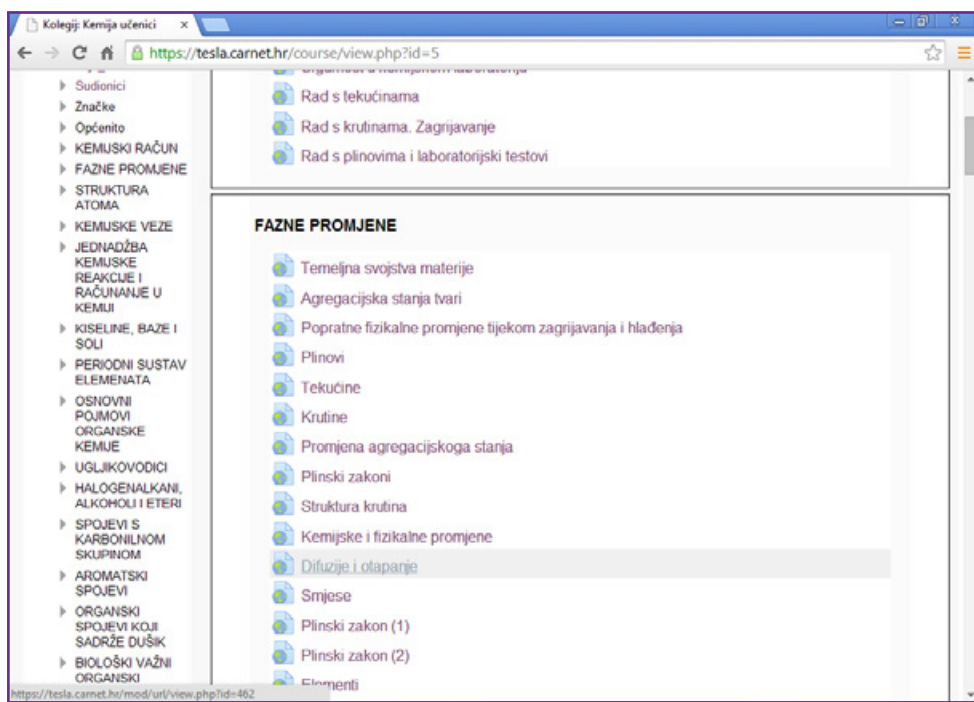 Kolegij: Kemija učenici
https://tesla.carnet.hr/course/view.php?id=5
Sudionici
Značke
Općenito
KEMIJSKI RAČUN
FAZNE PROMJENE
STRUKTURA
ATOMA
KEMIJSKE VEZE
JEDNADŽBA
KEMIJSKE
REAKCIJE I
RAČUNANJE U
KEMIJI
KISELINE, BAZE I
SOLI
PERIODNI SUSTAV
ELEMENATA
OSNOVNI
POJMOVI
ORGANSKE
KEMIJE
UGLJIKOVODICI
HALOGENALKANI,
ALKOHOLI I ETERI
SPOJEVI S
KARBONILNOM
SKUPINOM
AROMATSKI
SPOJEVI
ORGANSKI
SPOJEVI KOJI
SADRŽE DUŠIK
BIOLOŠKI VAŽNI
ORGANSKI
https://tesla.carnet.hr/mod/url/view.php?id=462
Rad s tekućinama
Rad s krutinama. Zagrijavanje
Rad s plinovima i laboratorijski testovi
FAZNE PROMJENE
Temeljna svojstva materije
Agregacijska stanja tvari
Popratne fizikalne promjene tijekom zagrijavanja i hlađenja
Plinovi
Tekućine
Krutine
Promjena agregacijskoga stanja
Plinski zakoni
Struktura krutina
Kemijske i fizikalne promjene
Difuzije i otapanje
Smjese
Plinski zakon (1)
Plinski zakon (2)
Elementi